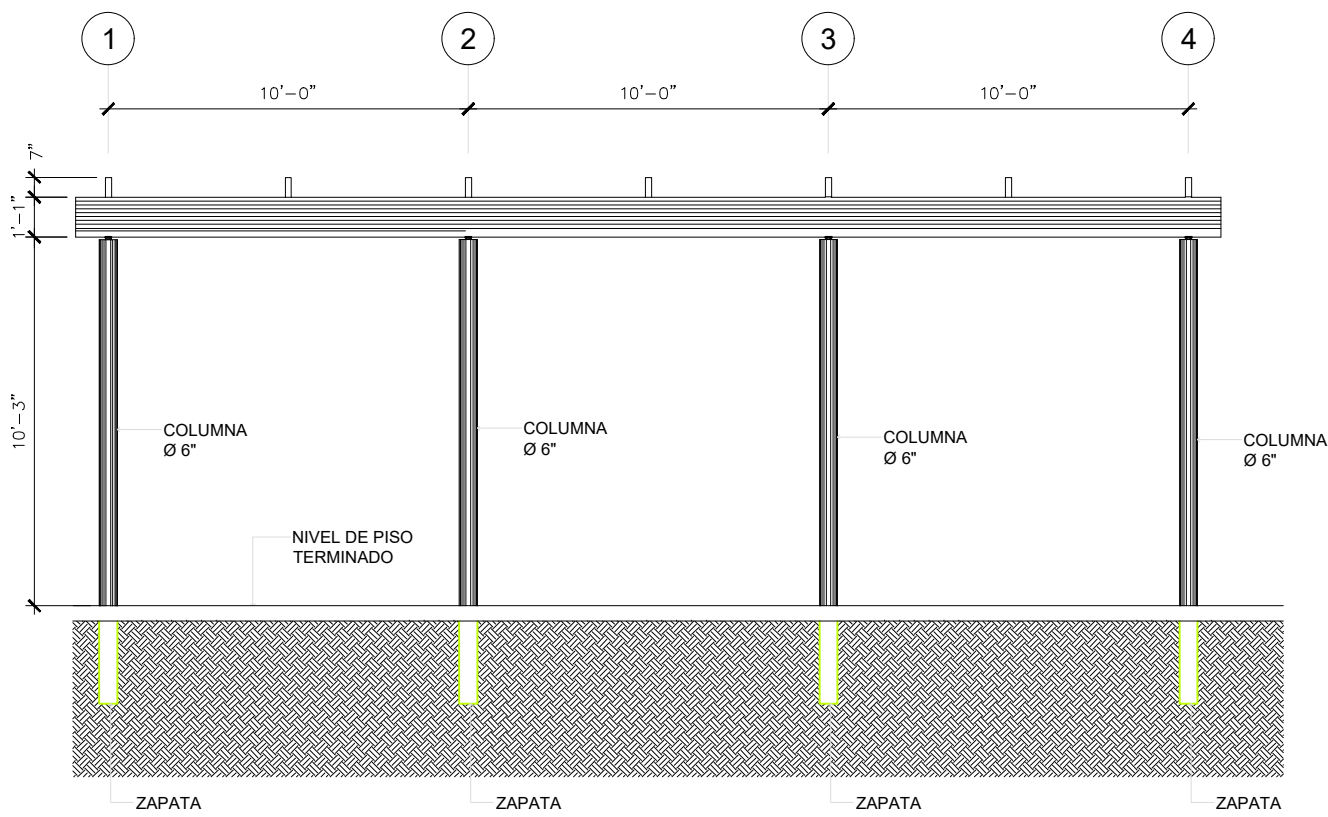 1
2
3
4
10'-0"
10'-0"
10'-0"
7"
1'-1"
10'-3"
COLUMNA
Ø 6"
COLUMNA
Ø 6"
COLUMNA
Ø 6"
COLUMNA
Ø 6"
NIVEL DE PISO
TERMINADO
ZAPATA
ZAPATA
ZAPATA
ZAPATA